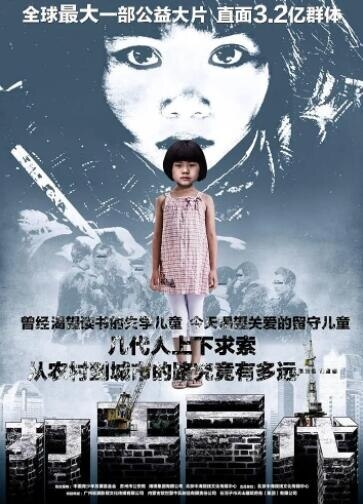 全球最大一部公益大片 直面3.2亿群体
曾经渴望读书的失学儿童 今天渴望关爱的留守儿童
几代人上下求索
从农村到城市的路究竟有多远
打工三代